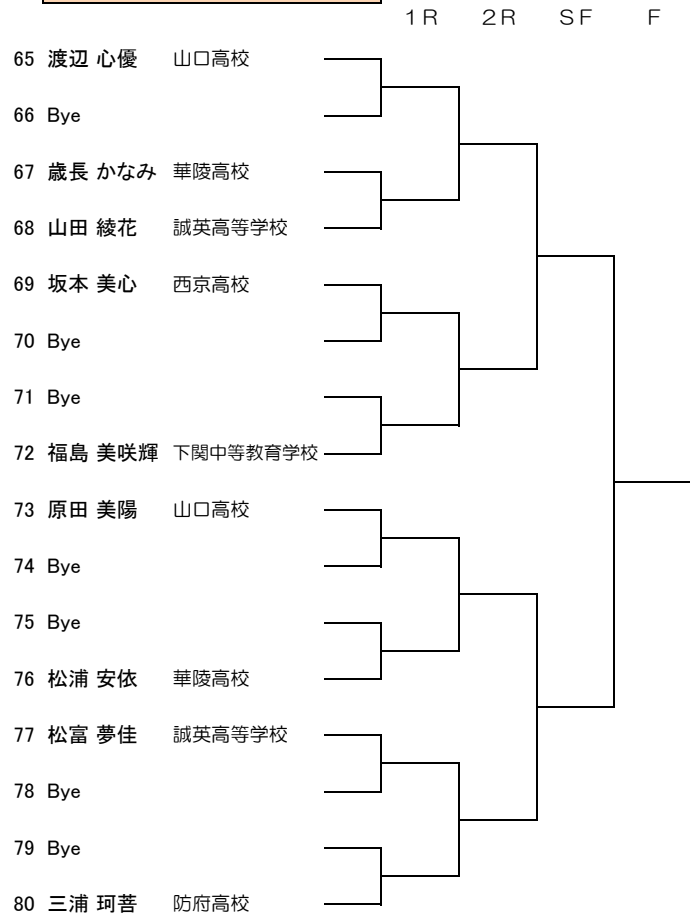 1R 2R SF F
65 渡辺 心優 山口高校
66 Bye
67 歳長 かなみ 華陵高校
68 山田 綾花 誠英高等学校
69 坂本 美心 西京高校
70 Bye
71 Bye
72 福島 美咲輝 下関中等教育学校
73 原田 美陽 山口高校
74 Bye
75 Bye
76 松浦 安依 華陵高校
77 松富 夢佳 誠英高等学校
78 Bye
79 Bye
80 三浦 珂菩 防府高校